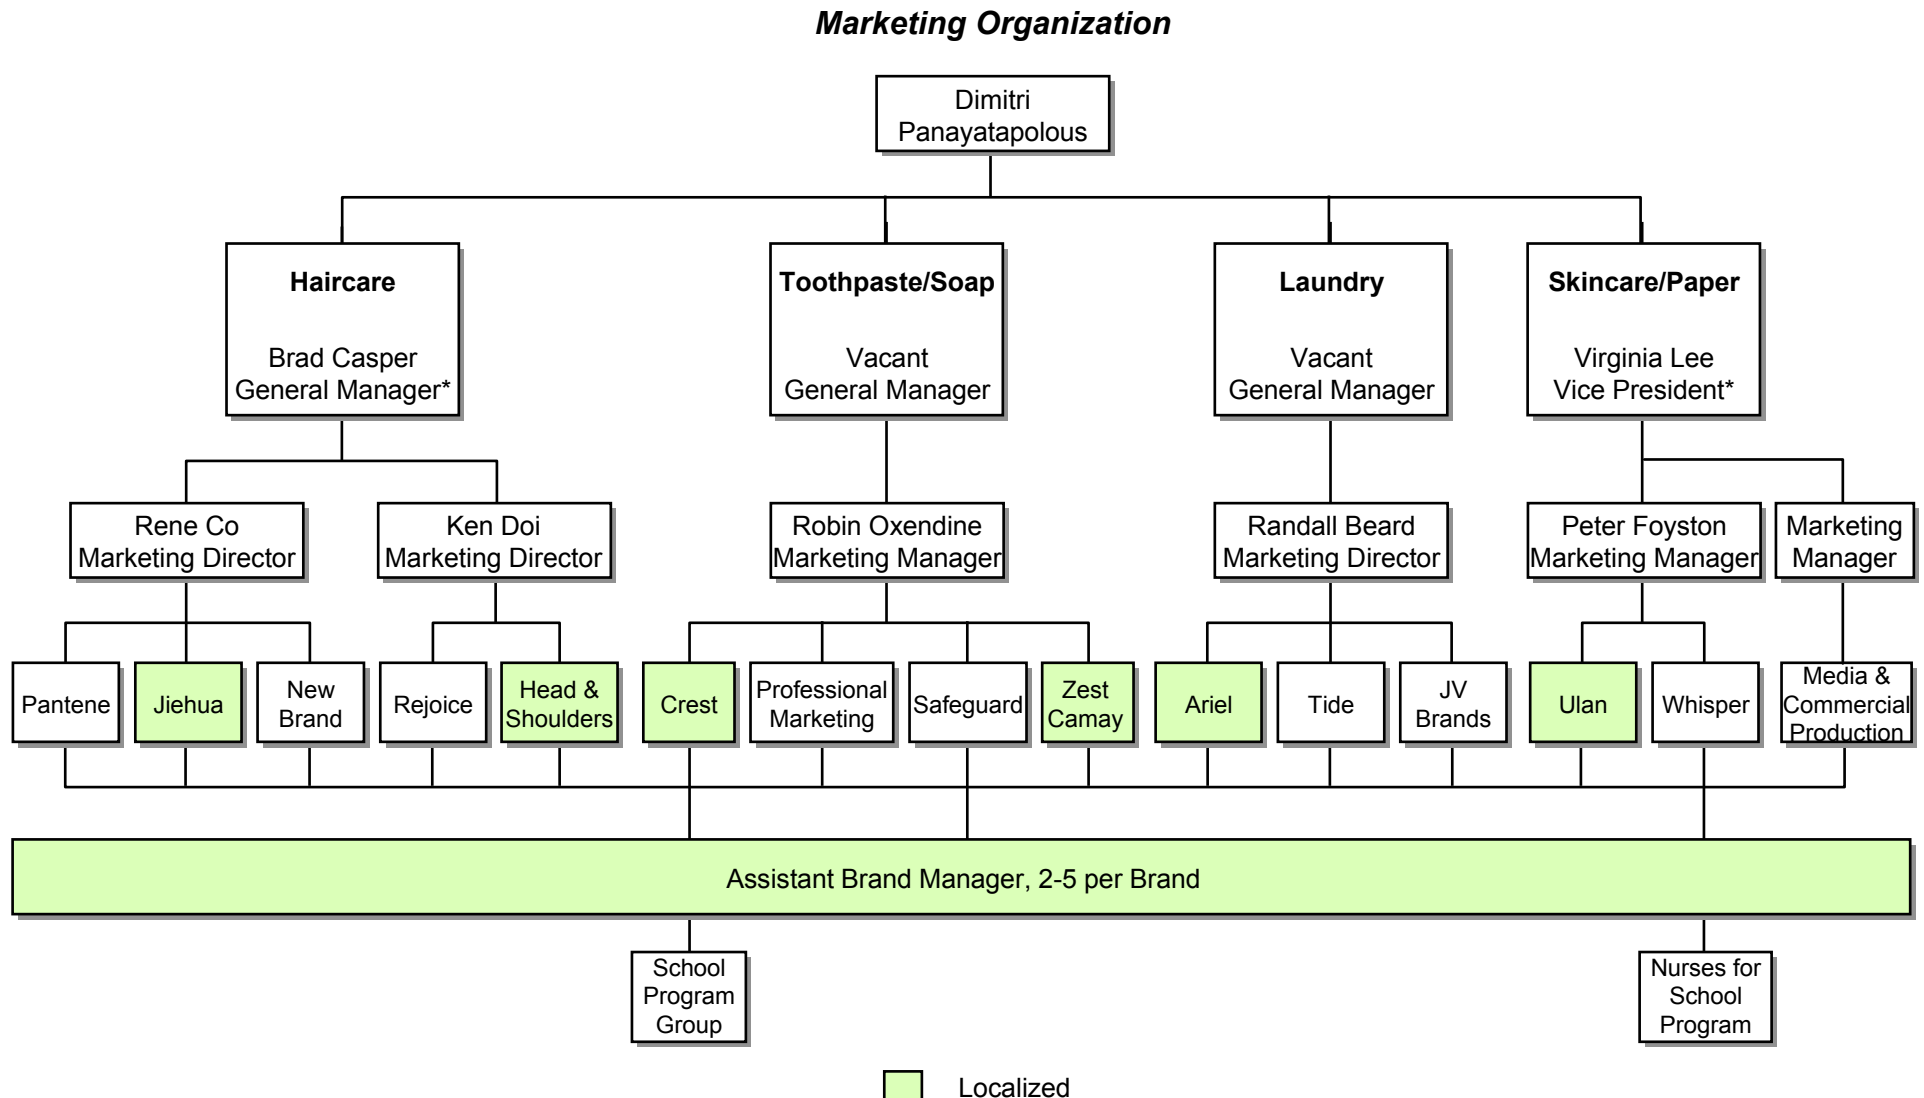 Marketing Organization
Dimitri
Panayatapolous
Haircare
Brad Casper
General Manager*
Toothpaste/Soap
Vacant
General Manager
Laundry
Vacant
General Manager
Skincare/Paper
Virginia Lee
Vice President*
Rene Co
Marketing Director
Ken Doi
Marketing Director
Robin Oxendine
Marketing Manager
Randall Beard
Marketing Director
Peter Foyston
Marketing Manager
Marketing
Manager
Pantene
Jiehua
New
Brand
Rejoice
Head &
Shoulders
Crest
Professional
Marketing
Safeguard
Zest
Camay
Ariel
Tide
JV
Brands
Ulan
Whisper
Media &
Commercial
Production
Assistant Brand Manager, 2-5 per Brand
School
Program
Group
Nurses for
School
Program
Localized